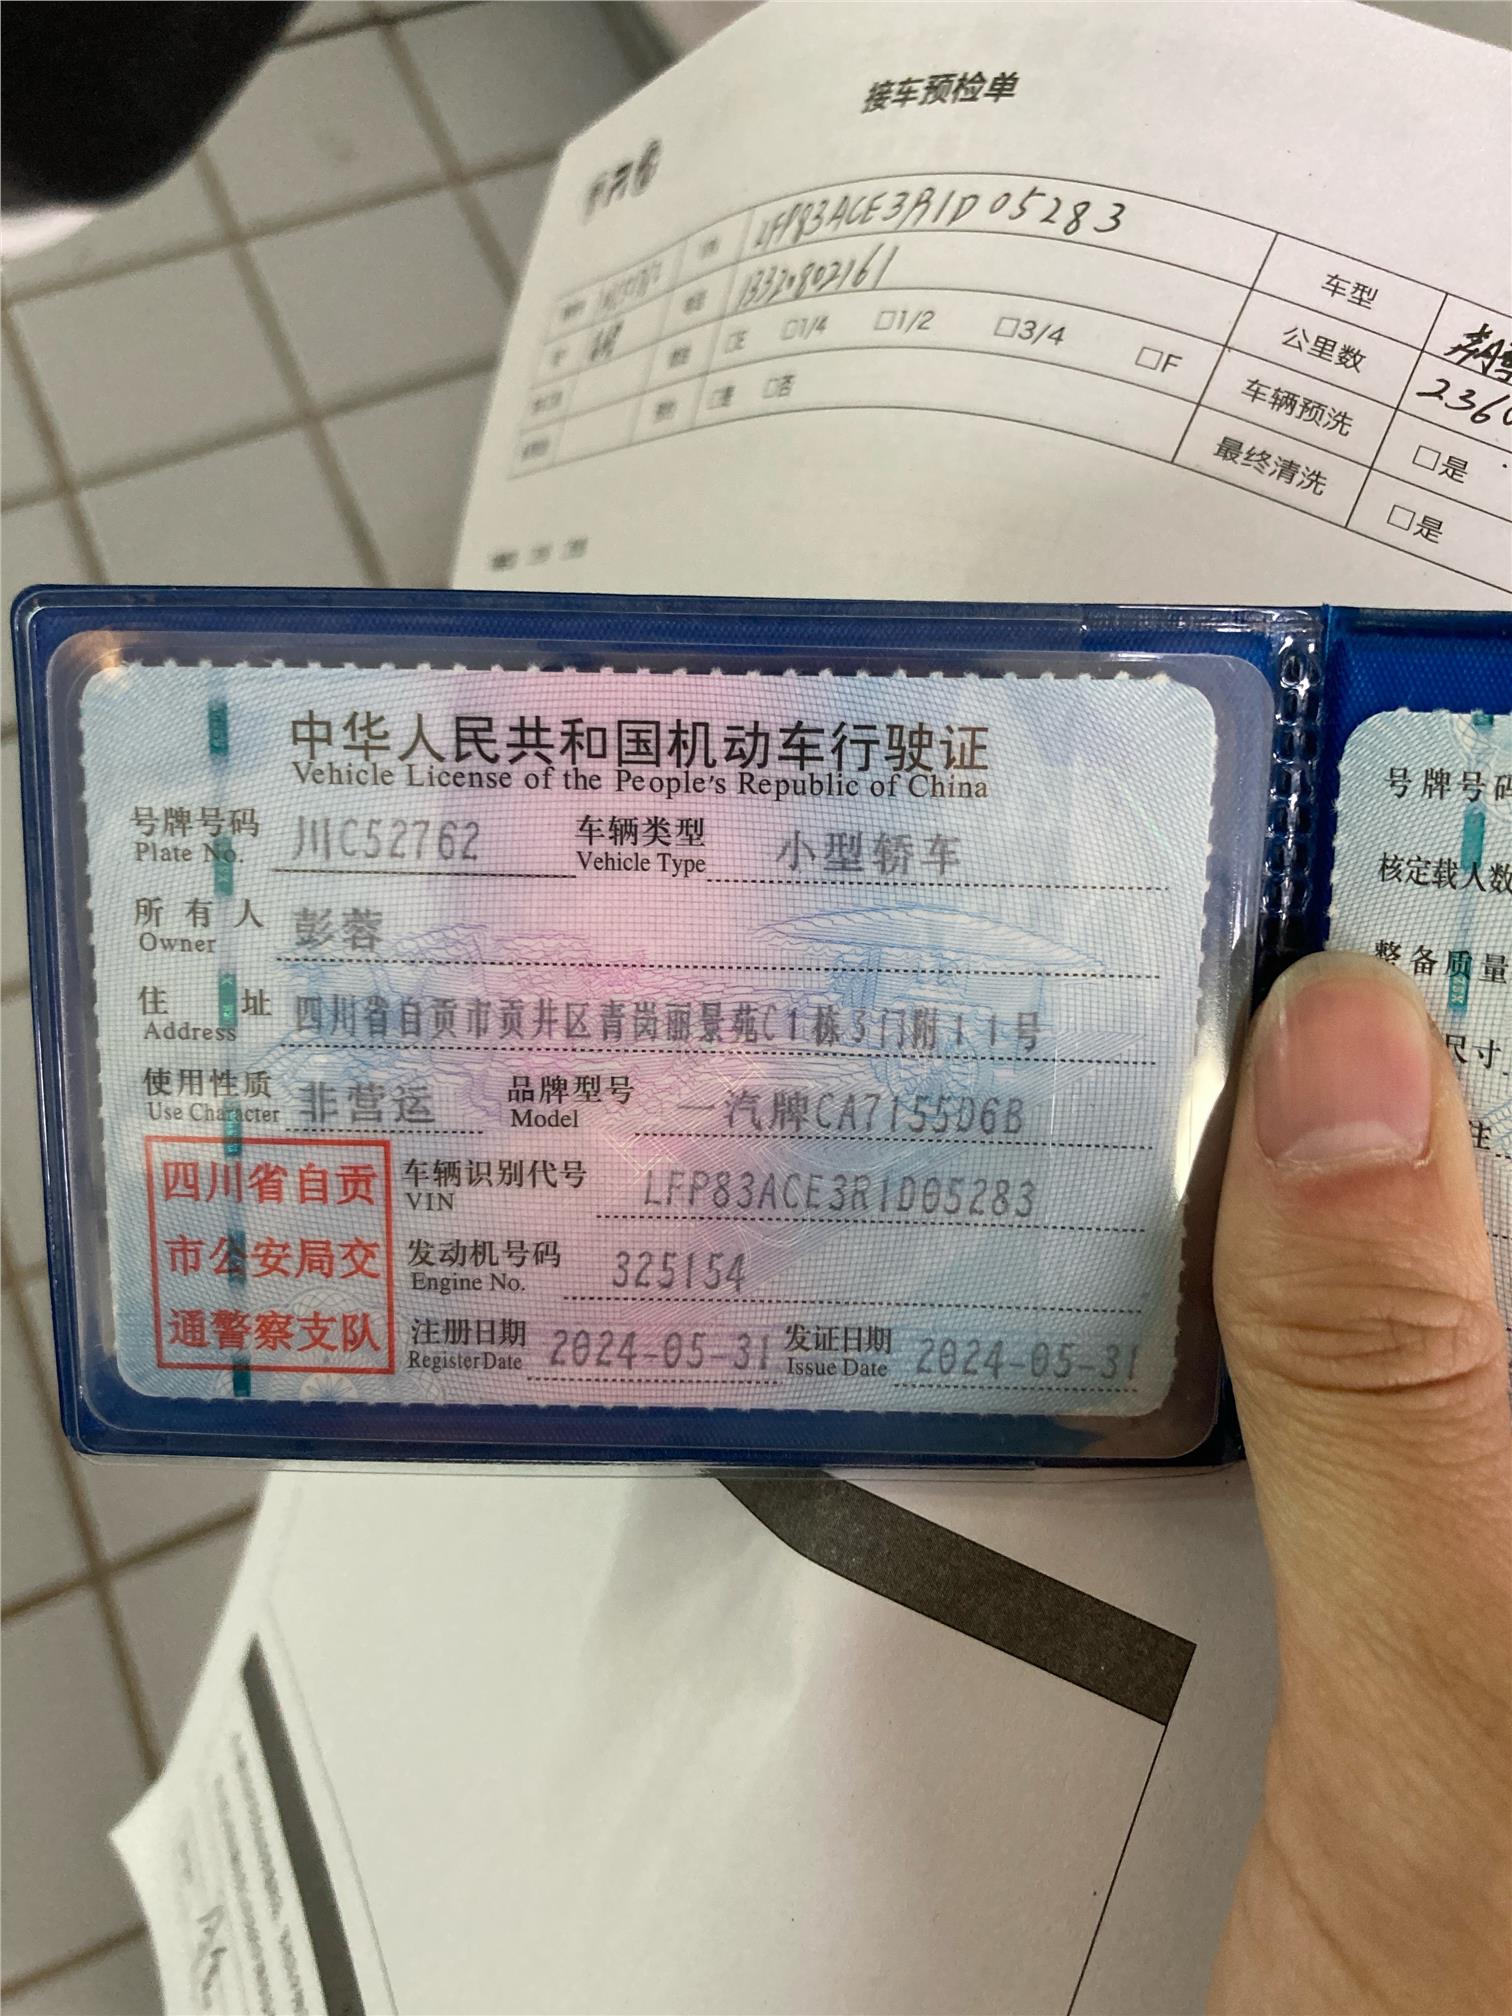 接车预检单
LFP83ACE3R1D05283
车型
公里数
□E □1/4 □1/2 □3/4 □F
车辆预洗 □是
□是 □否
最终清洗 □是
中华人民共和国机动车行驶证
Vehicle License of the People's Republic of China
号牌号码 川C52762 车辆类型 小型轿车
Plate No. Vehicle Type
所有人 彭蓉
Owner
住址 四川省自贡市贡井区青岗丽景苑C1栋3门附11号
Address
使用性质 非营运 品牌型号 一汽牌CA7155D6B
Use Character Model
四川省自贡
市公安局交
通警察支队
车辆识别代号 LFP83ACE3R1D05283
VIN
发动机号码 325154
Engine No.
注册日期 2024-05-31 发证日期 2024-05-31
Register Date Issue Date
号牌号码
核定载人数
整备质量
尺寸
注